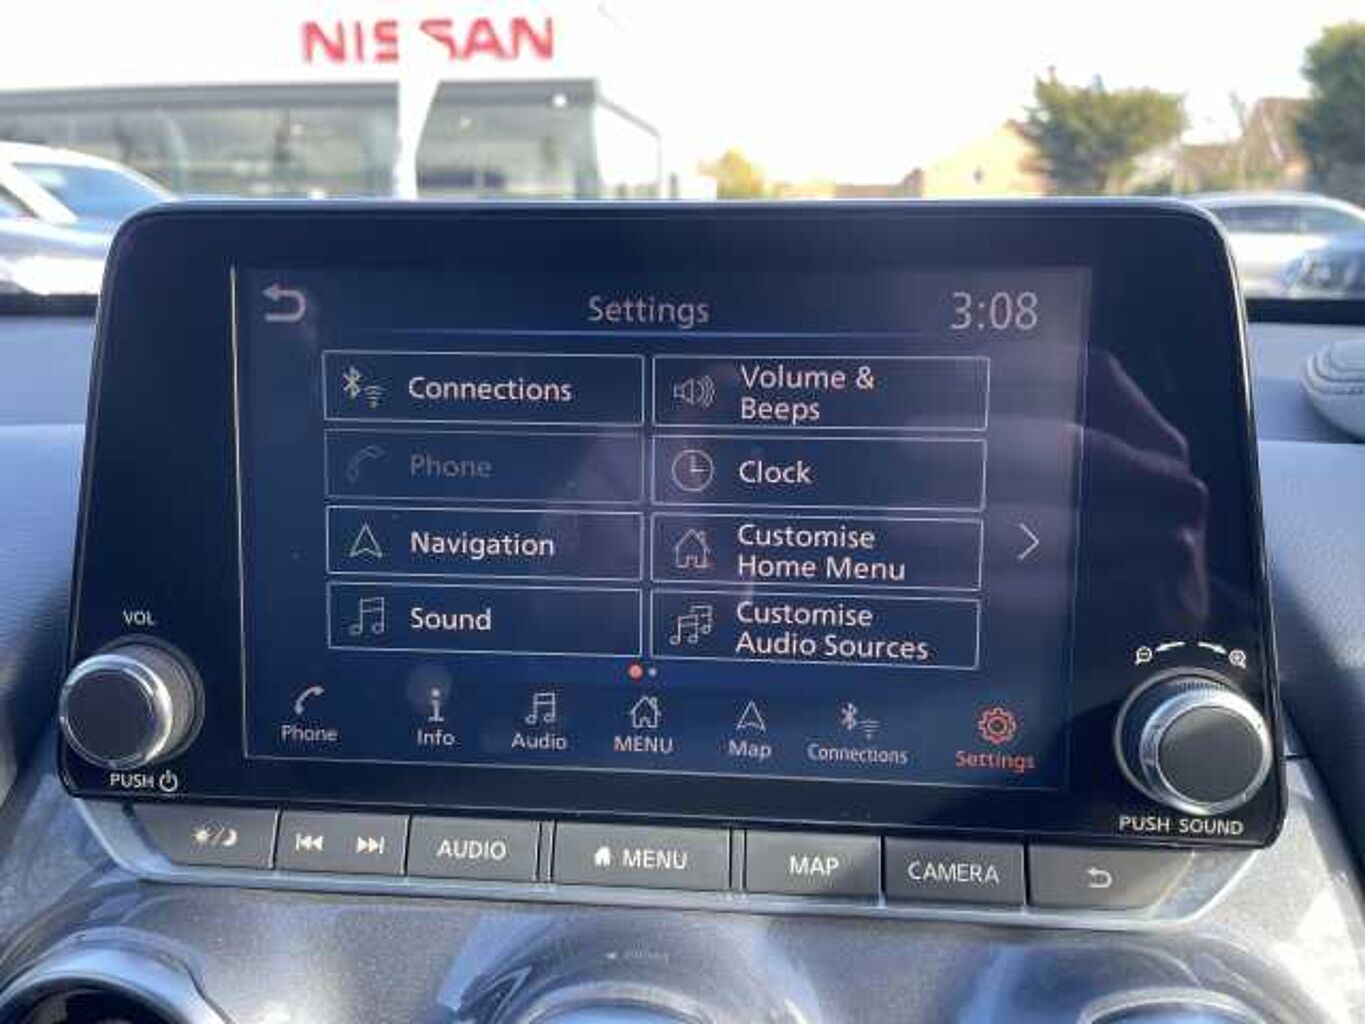 NISSAN
Settings 3:08
Connections
Volume &
Beeps
Phone
Clock
Navigation
Customise
Home Menu
Sound
Customise
Audio Sources
VOL
PUSH
Phone
Info
Audio
MENU
Map
Connections
Settings
PUSH SOUND
AUDIO
MENU
MAP
CAMERA